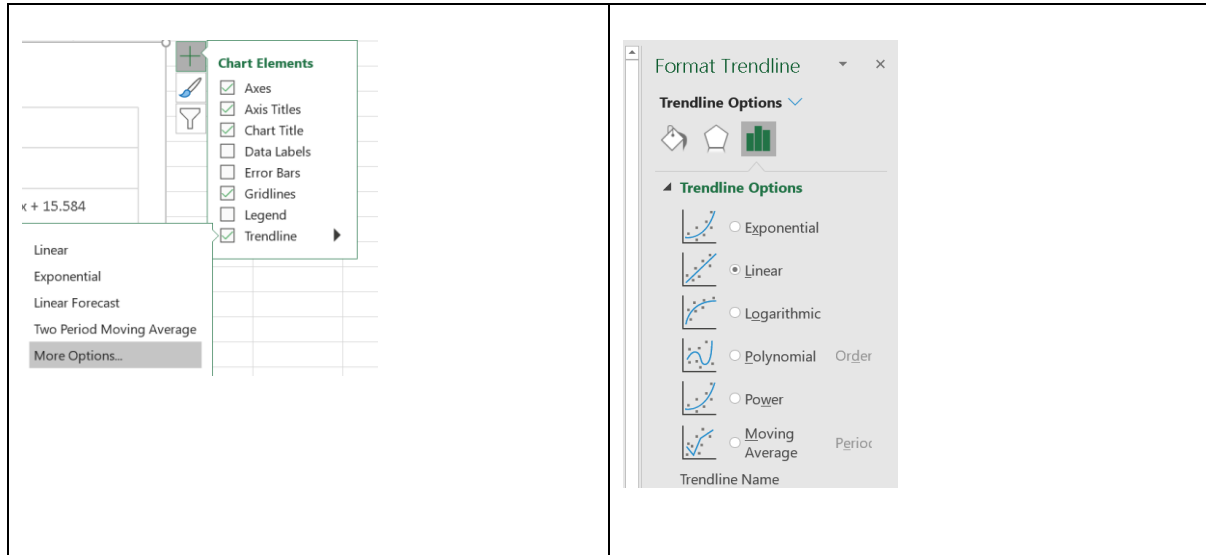 Chart Elements
Axes
Axis Titles
Chart Title
Data Labels
Error Bars
Gridlines
Legend
Trendline
x + 15.584
Linear
Exponential
Linear Forecast
Two Period Moving Average
More Options...
Format Trendline
Trendline Options
Trendline Options
Exponential
Linear
Logarithmic
Polynomial Order
Power
Moving
Average Period
Trendline Name